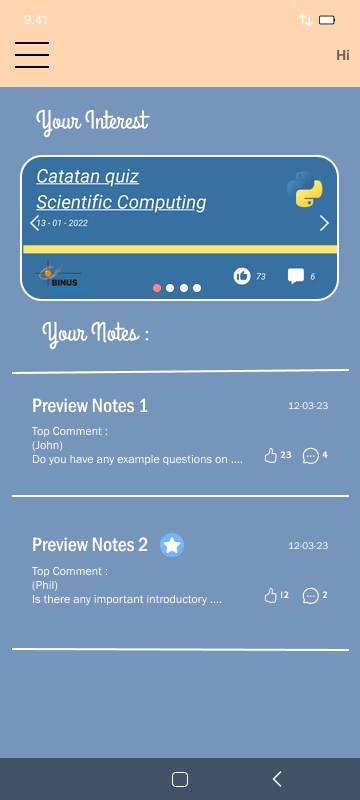 9.41
Hi
Your Interest
Catatan quiz
Scientific Computing
13 - 01 - 2022
BINUS
73
6
Your Notes :
Preview Notes 1
12-03-23
Top Comment :
(John)
Do you have any example questions on ....
23
4
Preview Notes 2
12-03-23
Top Comment :
(Phil)
Is there any important introductory ....
12
2